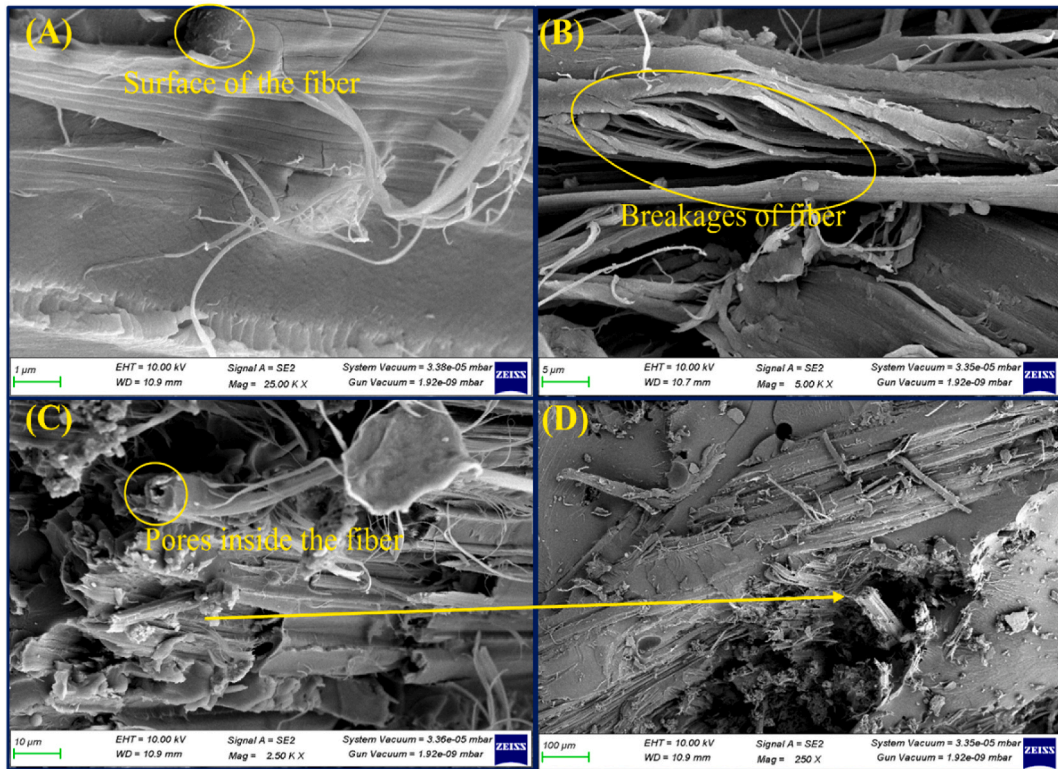 (A)
Surface of the fiber
1 µm
EHT = 10.00 kV Signal A = SE2 System Vacuum = 3.38e-05 mbar
WD = 10.9 mm Mag = 25.00 K X Gun Vacuum = 1.92e-09 mbar
ZEISS
(B)
Breakages of fiber
5 µm
EHT = 10.00 kV Signal A = SE2 System Vacuum = 3.35e-05 mbar
WD = 10.7 mm Mag = 5.00 K X Gun Vacuum = 1.92e-09 mbar
ZEISS
(C)
Pores inside the fiber
10 µm
EHT = 10.00 kV Signal A = SE2 System Vacuum = 3.36e-05 mbar
WD = 10.9 mm Mag = 2.50 K X Gun Vacuum = 1.92e-09 mbar
ZEISS
(D)
100 µm
EHT = 10.00 kV Signal A = SE2 System Vacuum = 3.35e-05 mbar
WD = 10.9 mm Mag = 250 X Gun Vacuum = 1.92e-09 mbar
ZEISS